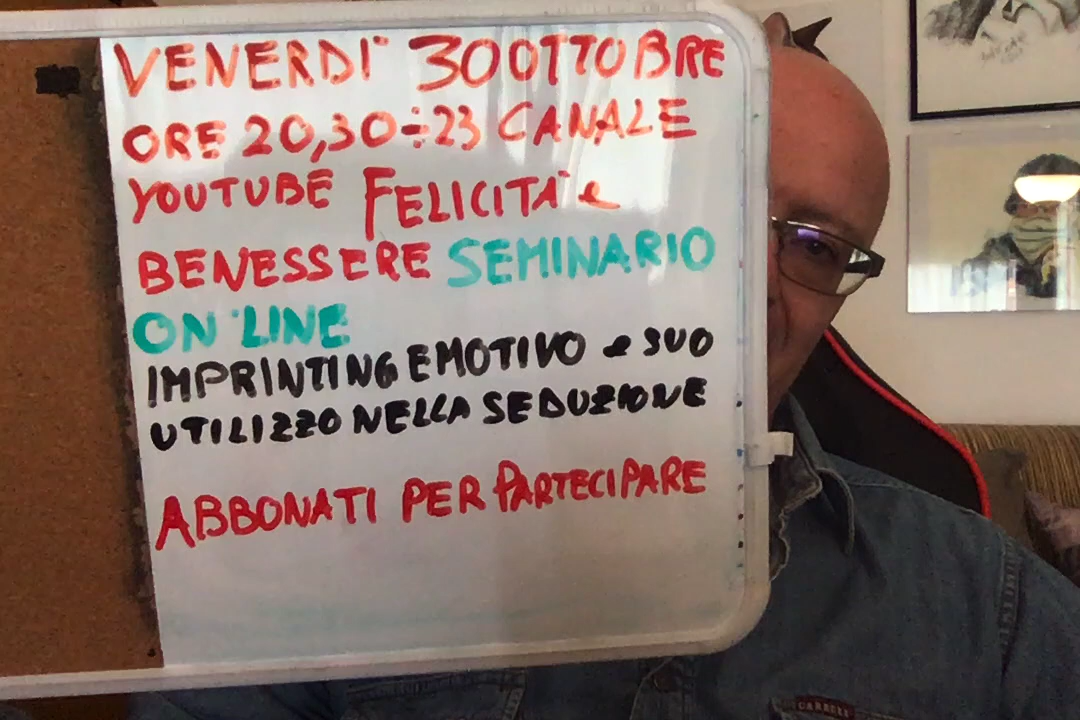 VENERDI' 30 OTTOBRE
ORE 20,30÷23 CANALE
YOUTUBE FELICITA' e
BENESSERE SEMINARIO
ON LINE
IMPRINTING EMOTIVO e SUO
UTILIZZO NELLA SEDUZIONE
ABBONATI PER PARTECIPARE
CARRERA